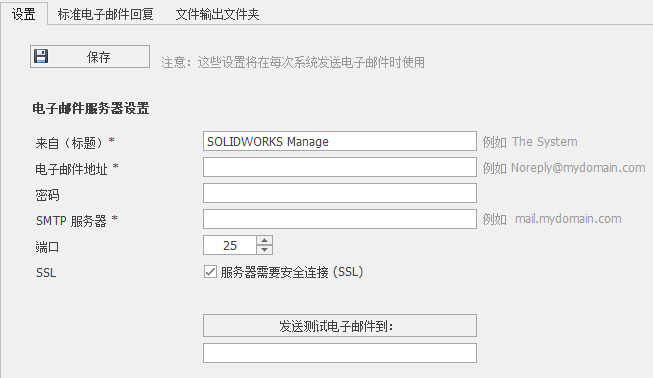 设置 标准电子邮件回复 文件输出文件夹
保存 注意：这些设置将在每次系统发送电子邮件时使用
电子邮件服务器设置
来自（标题）* SOLIDWORKS Manage 例如 The System
电子邮件地址 * 例如 Noreply@mydomain.com
密码
SMTP 服务器 * 例如 mail.mydomain.com
端口 25
SSL 服务器需要安全连接 (SSL)
发送测试电子邮件到：